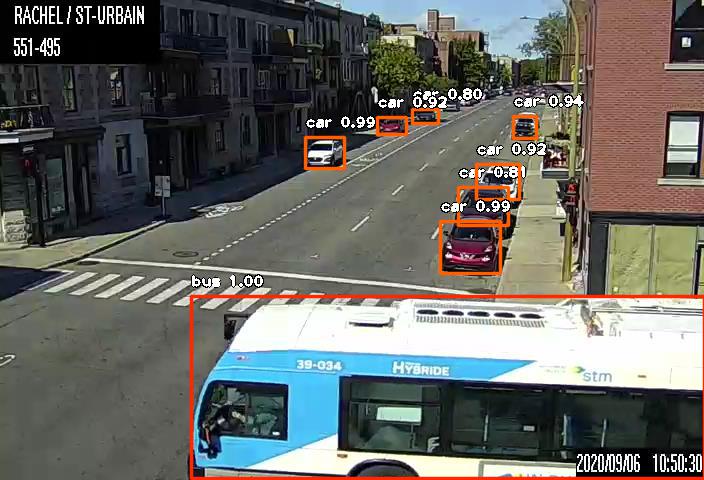 RACHEL / ST-URBAIN
551-495
car 0.80
car 0.92
car 0.94
car 0.99
car 0.92
car 0.81
car 0.99
bus 1.00
39-034
HYBRIDE
stm
2020/09/06 10:50:30